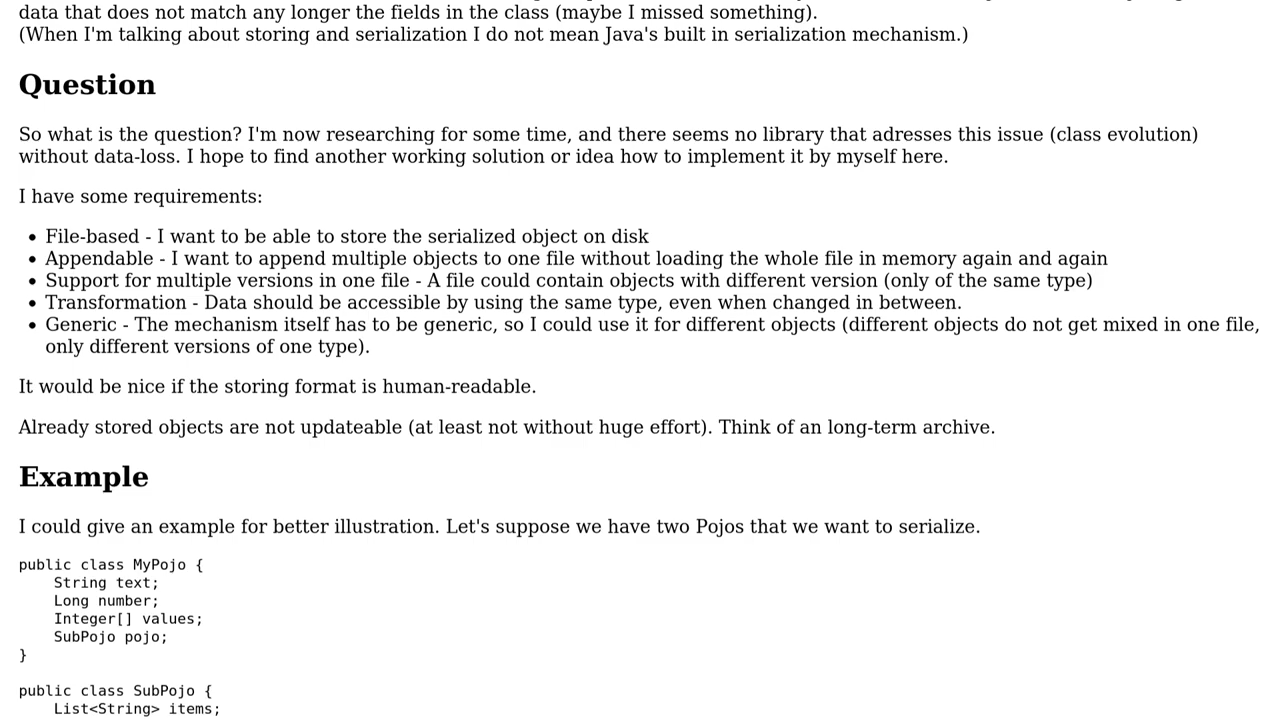 data that does not match any longer the fields in the class (maybe I missed something).
(When I'm talking about storing and serialization I do not mean Java's built in serialization mechanism.)
Question
So what is the question? I'm now researching for some time, and there seems no library that adresses this issue (class evolution)
without data-loss. I hope to find another working solution or idea how to implement it by myself here.
I have some requirements:
• File-based - I want to be able to store the serialized object on disk
• Appendable - I want to append multiple objects to one file without loading the whole file in memory again and again
• Support for multiple versions in one file - A file could contain objects with different version (only of the same type)
• Transformation - Data should be accessible by using the same type, even when changed in between.
• Generic - The mechanism itself has to be generic, so I could use it for different objects (different objects do not get mixed in one file,
only different versions of one type).
It would be nice if the storing format is human-readable.
Already stored objects are not updateable (at least not without huge effort). Think of an long-term archive.
Example
I could give an example for better illustration. Let's suppose we have two Pojos that we want to serialize.
public class MyPojo {
    String text;
    Long number;
    Integer[] values;
    SubPojo pojo;
}
public class SubPojo {
    List<String> items;